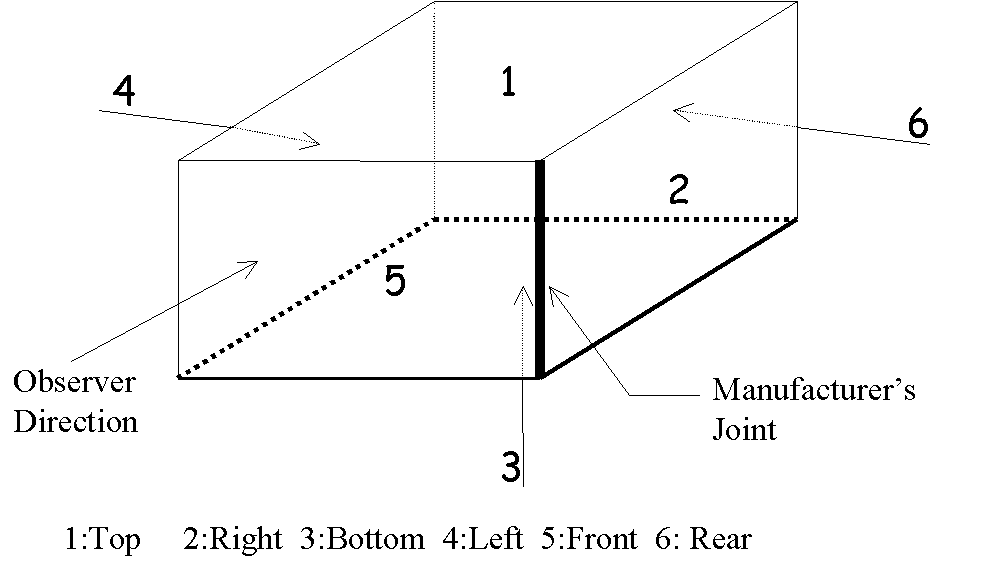 1
4
6
2
5
Observer
Direction
Manufacturer’s
Joint
3
1:Top 2:Right 3:Bottom 4:Left 5:Front 6: Rear